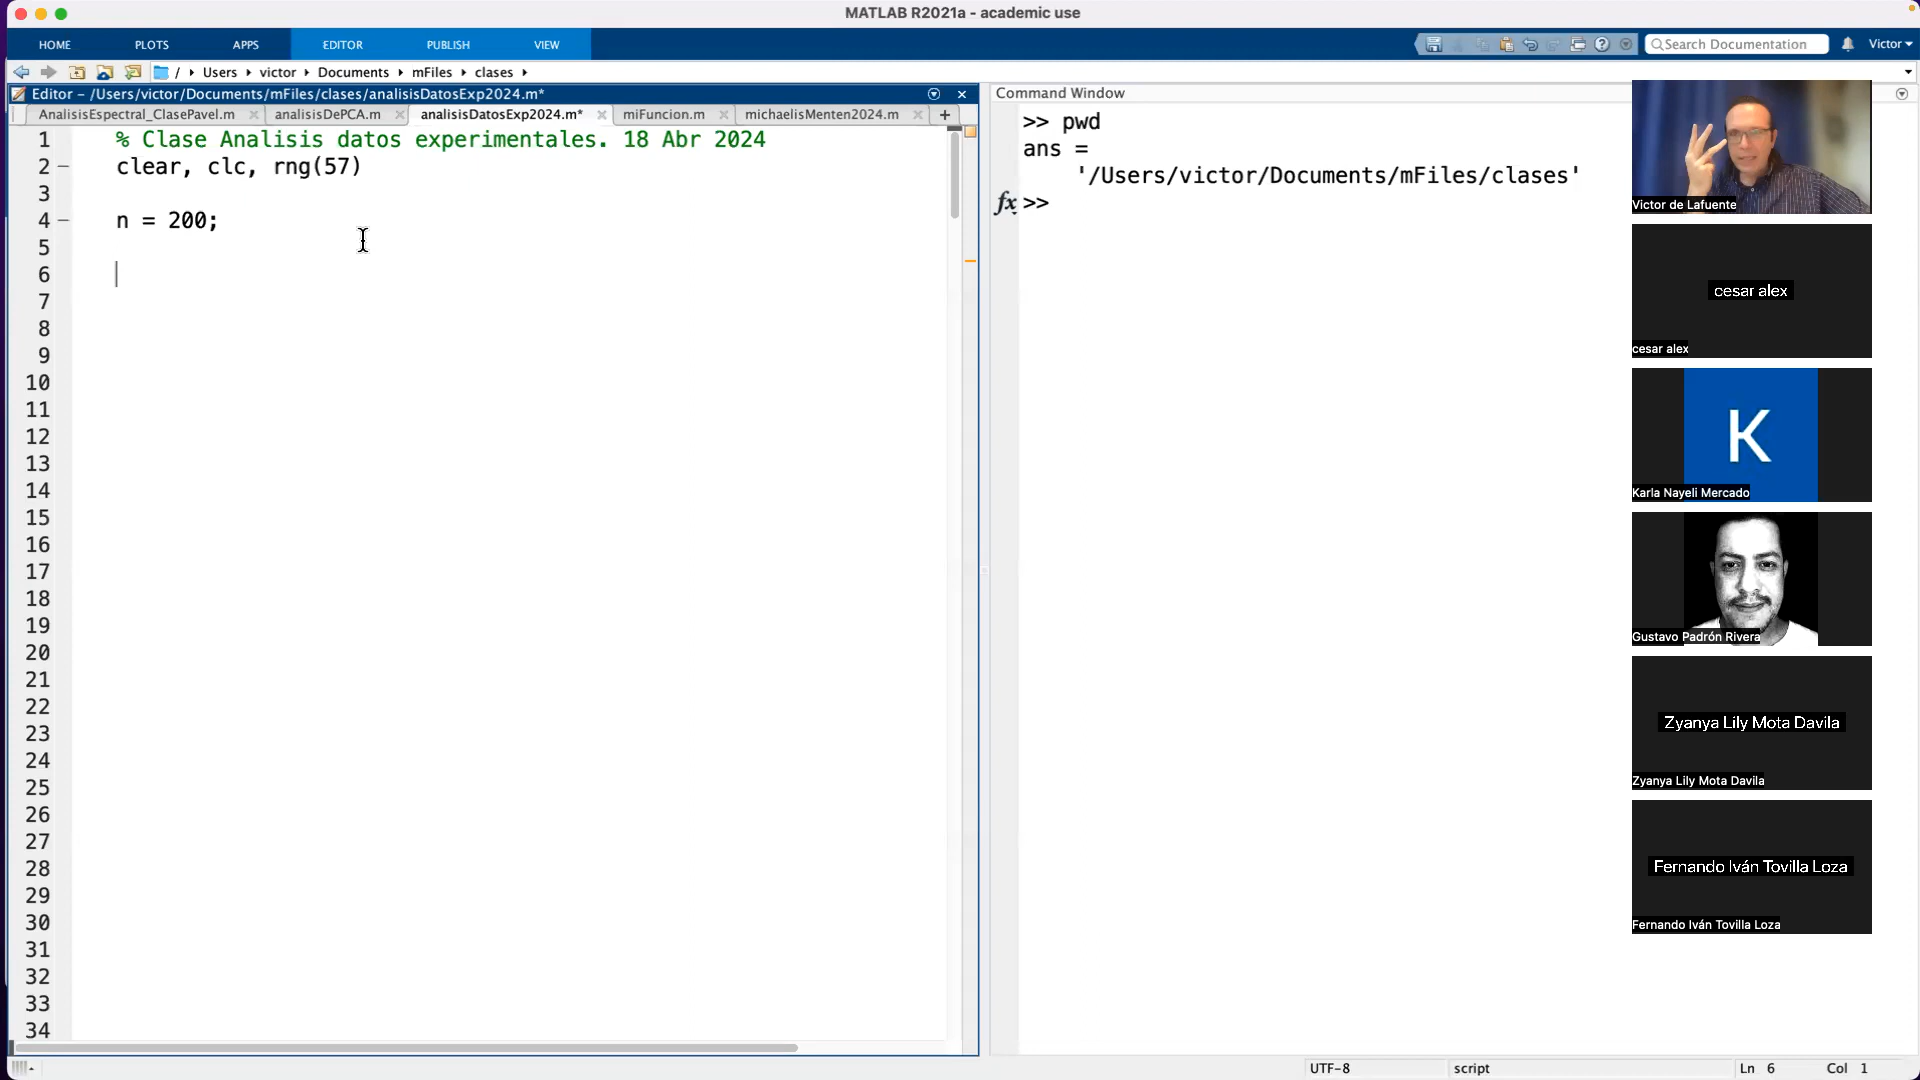 MATLAB R2021a - academic use
HOME PLOTS APPS EDITOR PUBLISH VIEW Search Documentation Victor
/ Users victor Documents mFiles clases
Editor - /Users/victor/Documents/mFiles/clases/analisisDatosExp2024.m*
AnalisisEspectral_ClasePavel.m analisisDePCA.m analisisDatosExp2024.m* miFuncion.m michaelisMenten2024.m
1 % Clase Analisis datos experimentales. 18 Abr 2024
2 clear, clc, rng(57)
3
4 n = 200;
5
6
7
8
9
10
11
12
13
14
15
16
17
18
19
20
21
22
23
24
25
26
27
28
29
30
31
32
33
34
Command Window
>> pwd
ans =
'/Users/victor/Documents/mFiles/clases'
fx >>
Victor de Lafuente
cesar alex
cesar alex
K
Karla Nayeli Mercado
Gustavo Padrón Rivera
Zyanya Lily Mota Davila
Zyanya Lily Mota Davila
Fernando Iván Tovilla Loza
Fernando Iván Tovilla Loza
UTF-8 script Ln 6 Col 1